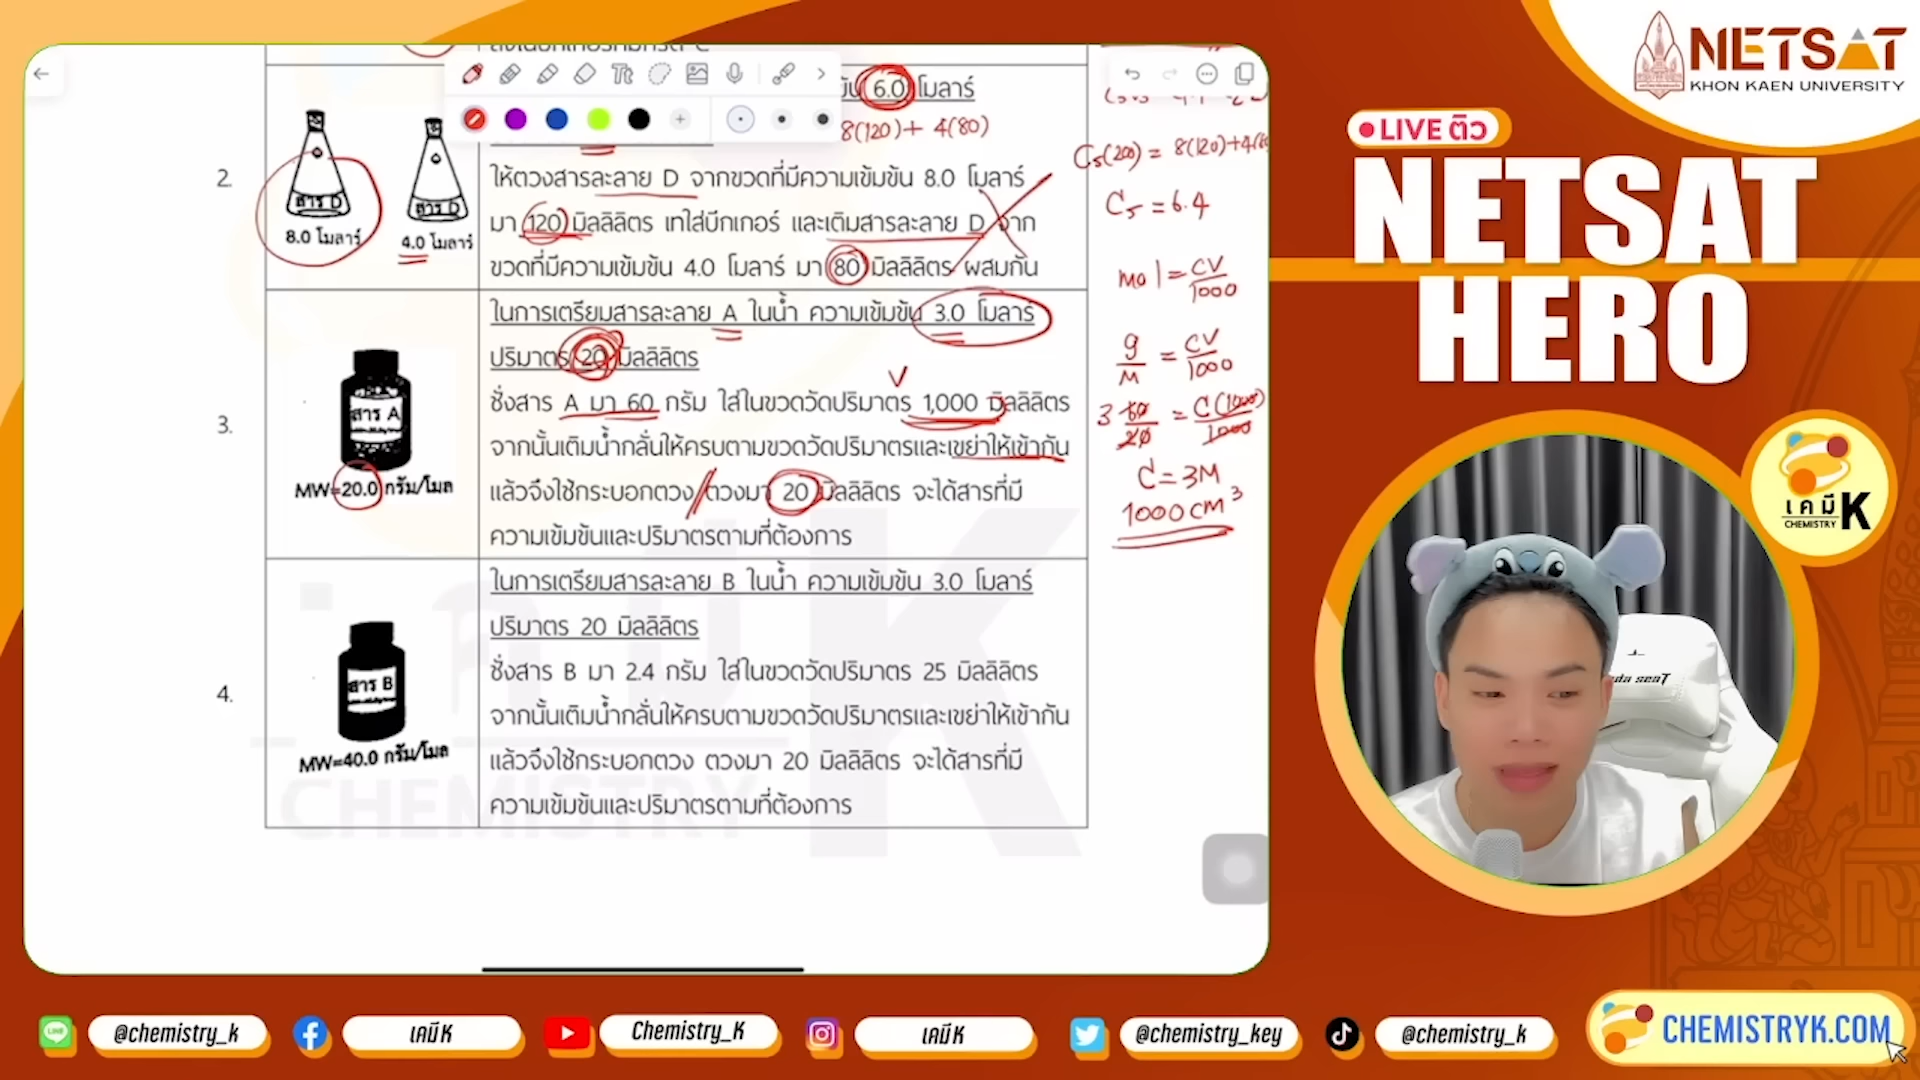 NETSAT
KHON KAEN UNIVERSITY
LIVE ติว
NETSAT
HERO
เคมี K
CHEMISTRY
6.0 โมลาร์
8(120)+ 4(80)
2.
สาร D
สาร D
8.0 โมลาร์
4.0 โมลาร์
ให้ตวงสารละลาย D จากขวดที่มีความเข้มข้น 8.0 โมลาร์
มา 120 มิลลิลิตร เทใส่บีกเกอร์ และเติมสารละลาย D จาก
ขวดที่มีความเข้มข้น 4.0 โมลาร์ มา 80 มิลลิลิตร ผสมกัน
3.
สาร A
MW=20.0 กรัม/โมล
ในการเตรียมสารละลาย A ในน้ำ ความเข้มข้น 3.0 โมลาร์
ปริมาตร 20 มิลลิลิตร
V
ชั่งสาร A มา 60 กรัม ใส่ในขวดวัดปริมาตร 1,000 มิลลิลิตร
จากนั้นเติมน้ำกลั่นให้ครบตามขวดวัดปริมาตรและเขย่าให้เข้ากัน
แล้วจึงใช้กระบอกตวง ตวงมา 20 มิลลิลิตร จะได้สารที่มี
ความเข้มข้นและปริมาตรตามที่ต้องการ
4.
สาร B
MW=40.0 กรัม/โมล
ในการเตรียมสารละลาย B ในน้ำ ความเข้มข้น 3.0 โมลาร์
ปริมาตร 20 มิลลิลิตร
ชั่งสาร B มา 2.4 กรัม ใส่ในขวดวัดปริมาตร 25 มิลลิลิตร
จากนั้นเติมน้ำกลั่นให้ครบตามขวดวัดปริมาตรและเขย่าให้เข้ากัน
แล้วจึงใช้กระบอกตวง ตวงมา 20 มิลลิลิตร จะได้สารที่มี
ความเข้มข้นและปริมาตรตามที่ต้องการ
C5(200) = 8(120)+4(80
C5 = 6.4
mol = CV/1000
g/M = CV/1000
3 60/20 = C(1000)/1000
C = 3M
1000 cm³
CHEMISTRY K
@chemistry_k
เคมี K
Chemistry_K
เคมี K
@chemistry_key
@chemistry_k
CHEMISTRYK.COM